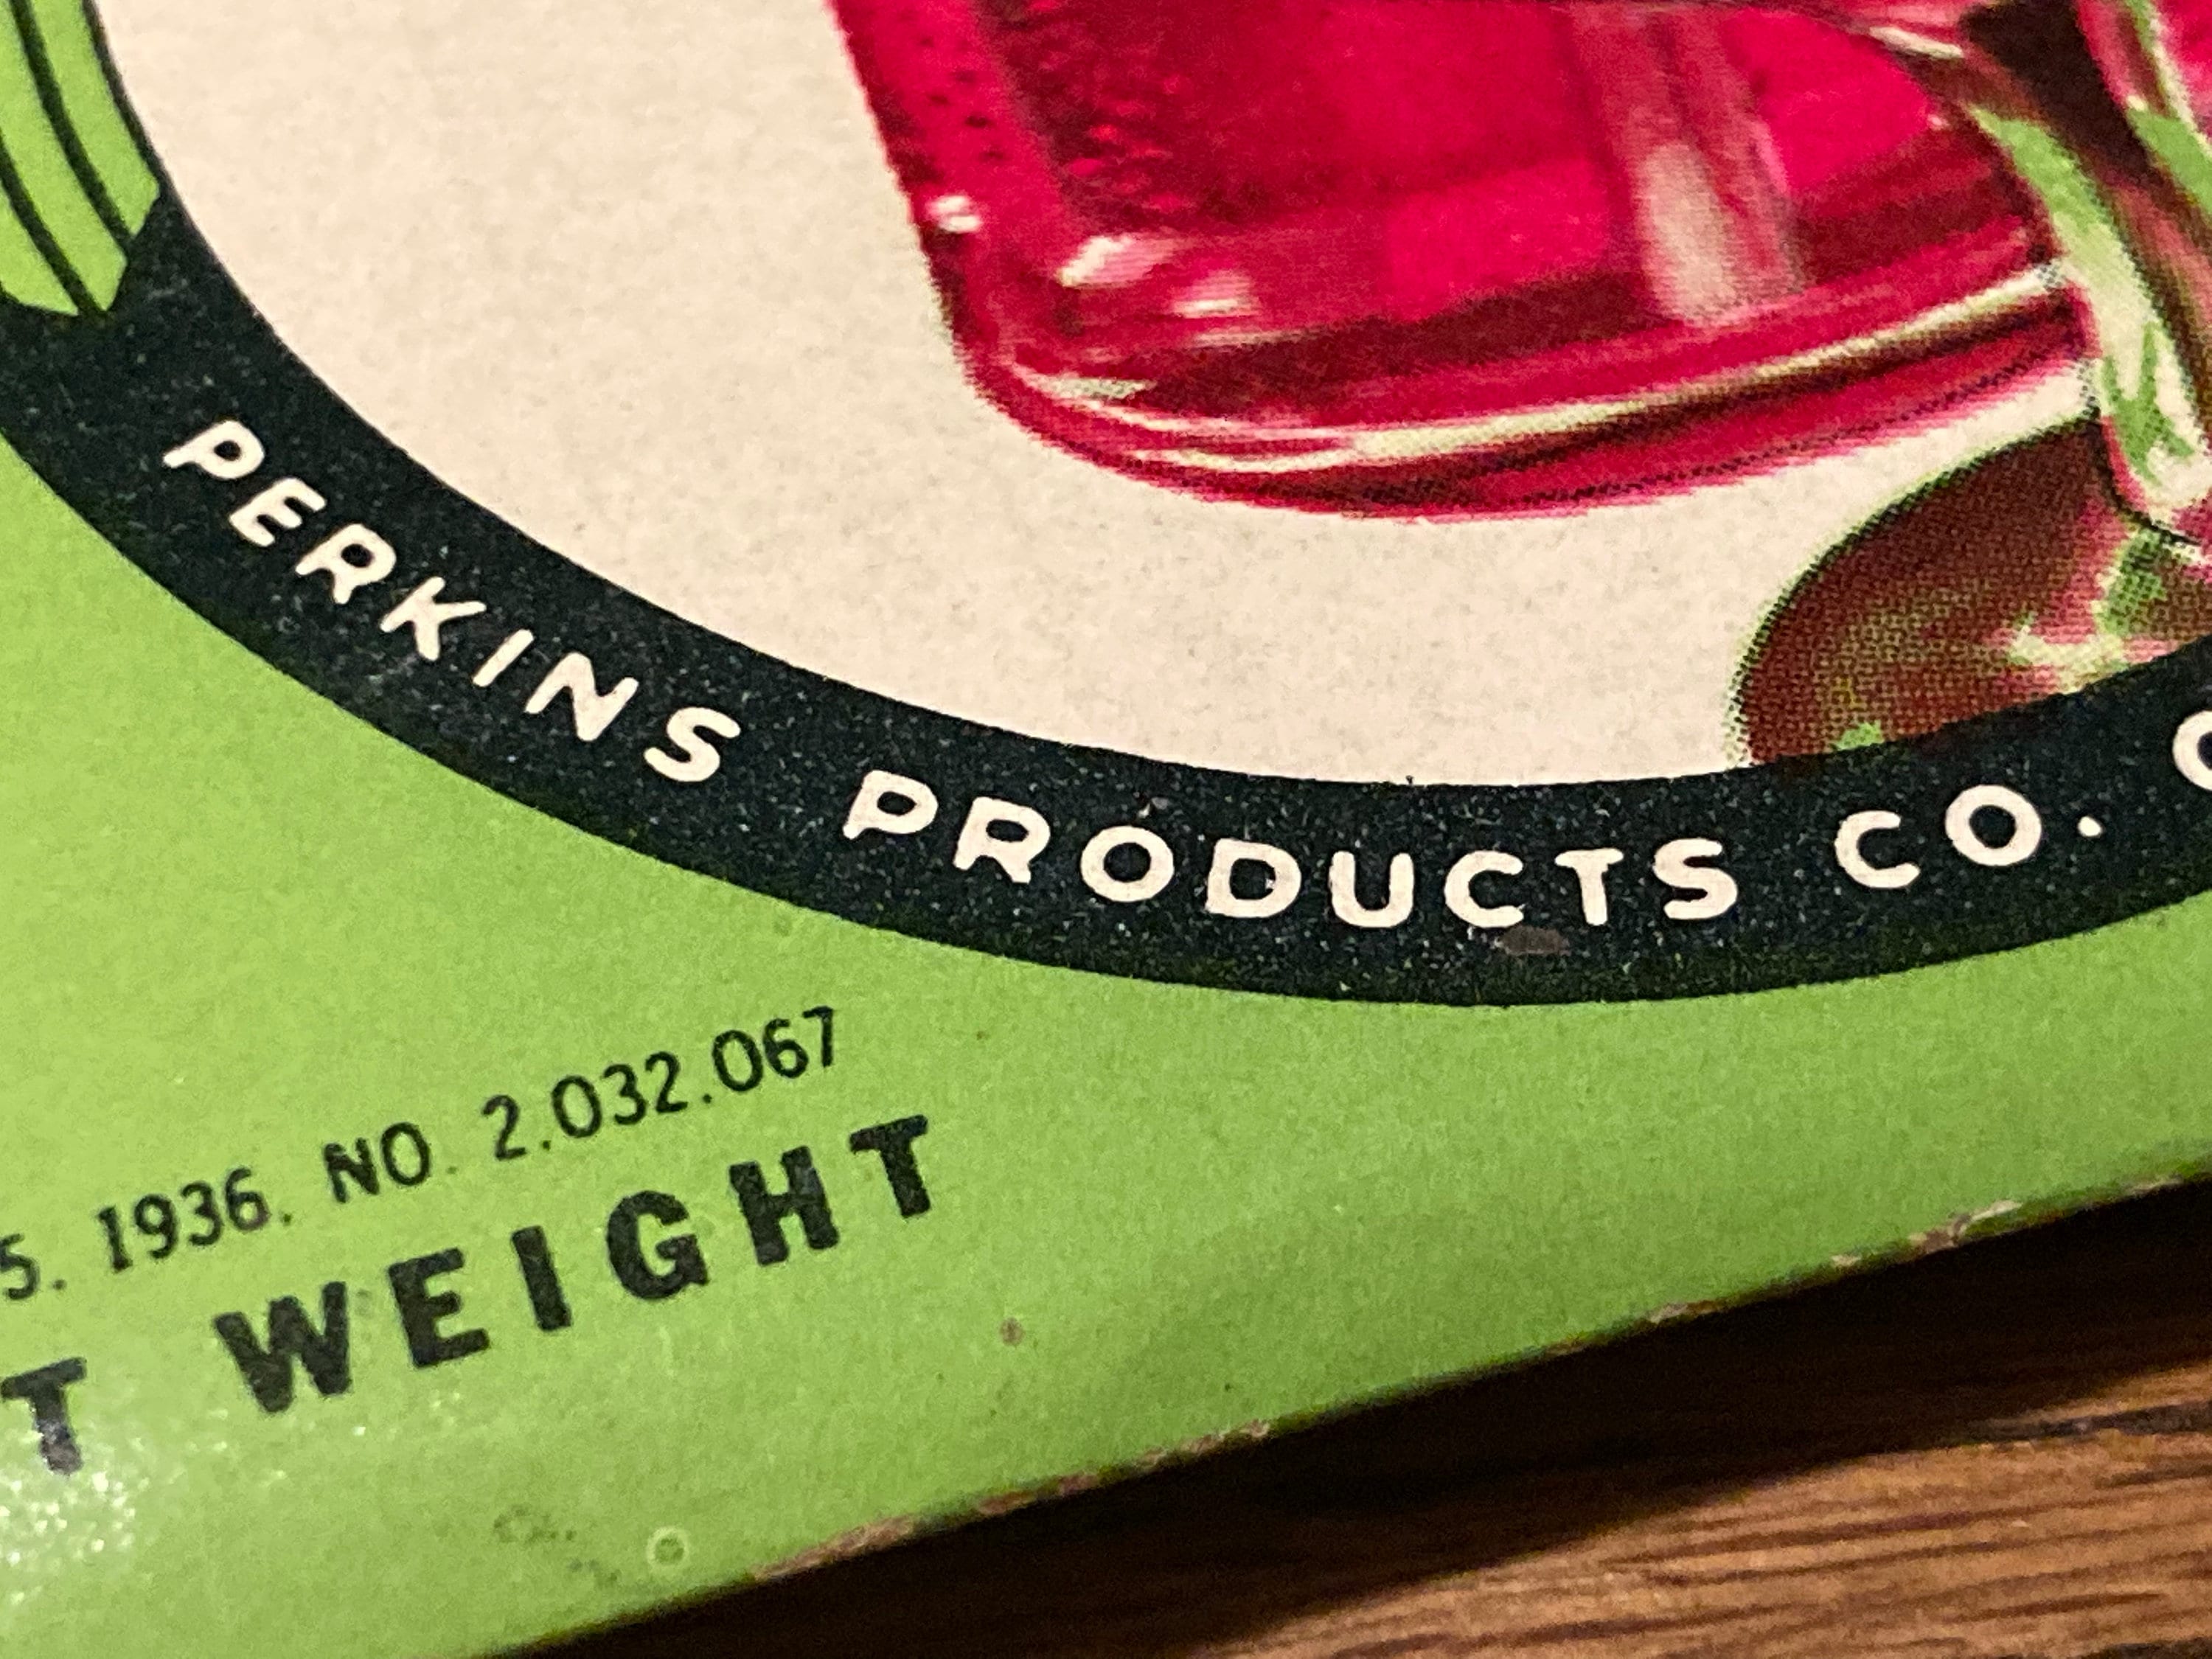 PERKINS PRODUCTS CO.
5. 1936. NO. 2.032.067
T WEIGHT